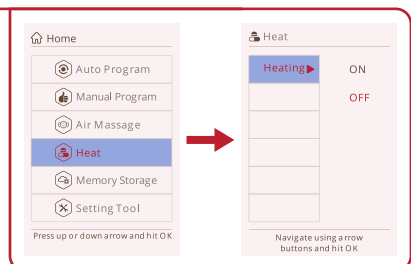 Home
Auto Program
Manual Program
Air Massage
Heat
Memory Storage
Setting Tool
Press up or down arrow and hit OK
Heat
Heating ON
OFF
Navigate using arrow
buttons and hit OK